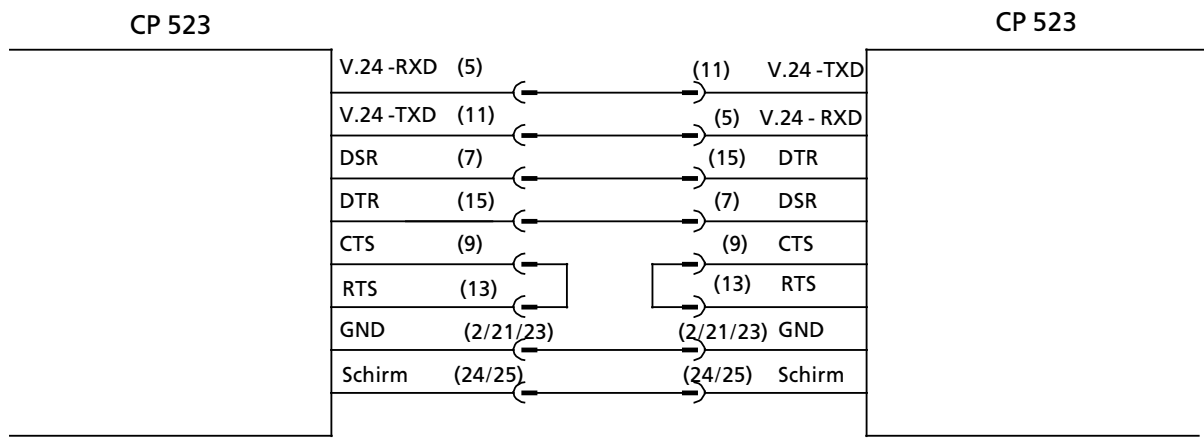 CP 523 CP 523
V.24 -RXD (5) (11) V.24 -TXD
V.24 -TXD (11) (5) V.24 - RXD
DSR (7) (15) DTR
DTR (15) (7) DSR
CTS (9) (9) CTS
RTS (13) (13) RTS
GND (2/21/23) (2/21/23) GND
Schirm (24/25) (24/25) Schirm